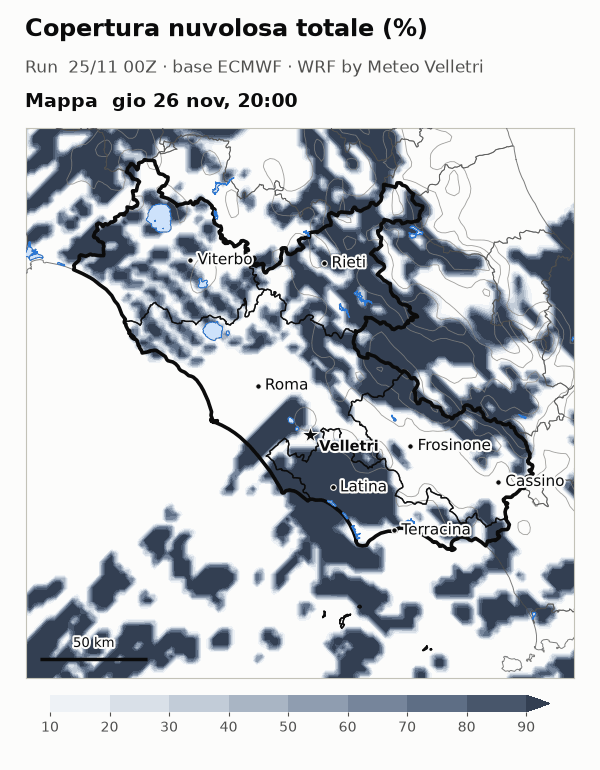 Copertura nuvolosa totale (%)
Run  25/11 00Z · base ECMWF · WRF by Meteo Velletri
Mappa  gio 26 nov, 20:00
Viterbo
Rieti
Roma
Velletri
Frosinone
Latina
Cassino
Terracina
50 km
10 20 30 40 50 60 70 80 90